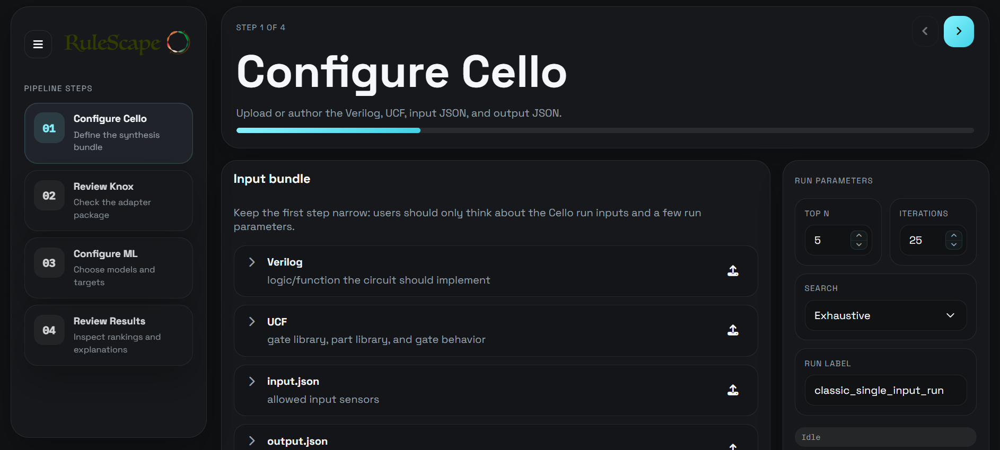 RuleScape
PIPELINE STEPS
01
Configure Cello
Define the synthesis
bundle
02
Review Knox
Check the adapter
package
03
Configure ML
Choose models and
targets
04
Review Results
Inspect rankings and
explanations
STEP 1 OF 4
Configure Cello
Upload or author the Verilog, UCF, input JSON, and output JSON.
Input bundle
Keep the first step narrow: users should only think about the Cello run inputs and a few run
parameters.
Verilog
logic/function the circuit should implement
UCF
gate library, part library, and gate behavior
input.json
allowed input sensors
output.json
RUN PARAMETERS
TOP N
5
ITERATIONS
25
SEARCH
Exhaustive
RUN LABEL
classic_single_input_run
Idle